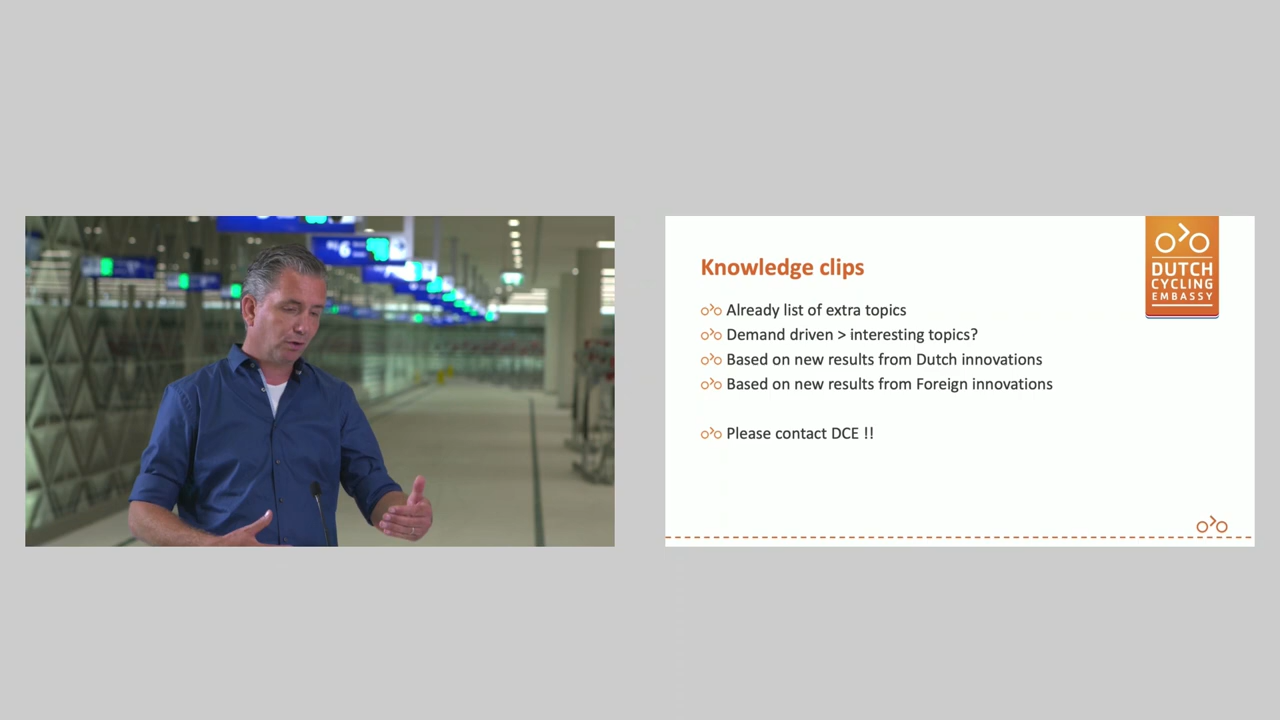 6
Knowledge clips
Already list of extra topics
Demand driven > interesting topics?
Based on new results from Dutch innovations
Based on new results from Foreign innovations
Please contact DCE !!
DUTCH
CYCLING
EMBASSY